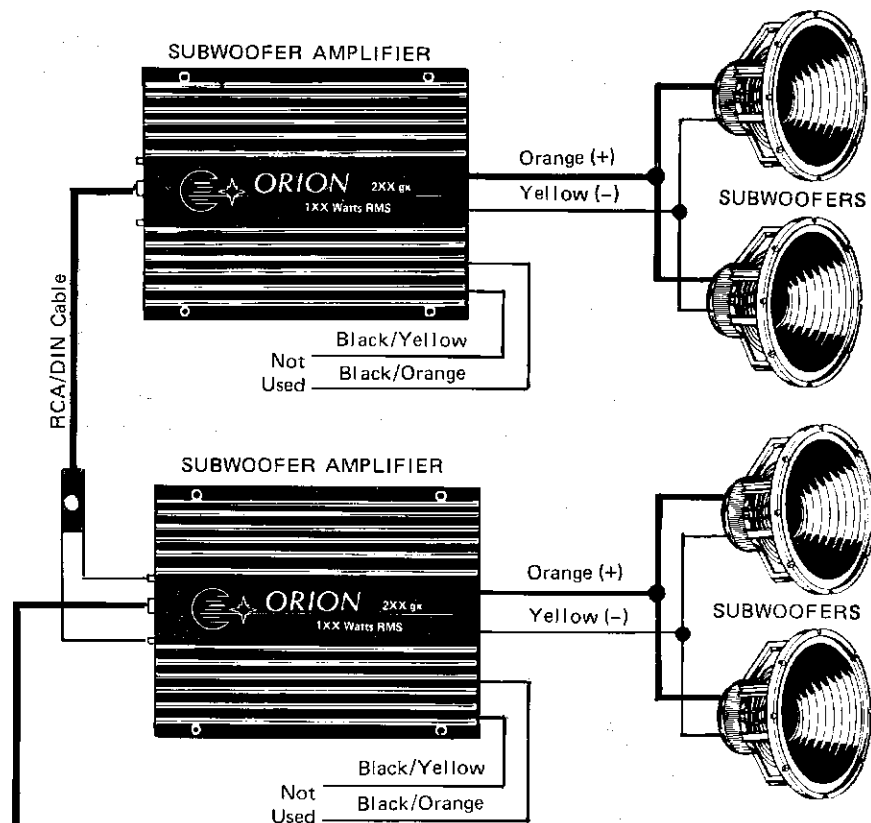 SUBWOOFER AMPLIFIER
ORION 2XX gx
1XX Watts RMS
Orange (+)
Yellow (-)
SUBWOOFERS
Black/Yellow
Not
Used
Black/Orange
RCA/DIN Cable
SUBWOOFER AMPLIFIER
ORION 2XX gx
1XX Watts RMS
Orange (+)
Yellow (-)
SUBWOOFERS
Black/Yellow
Not
Used
Black/Orange